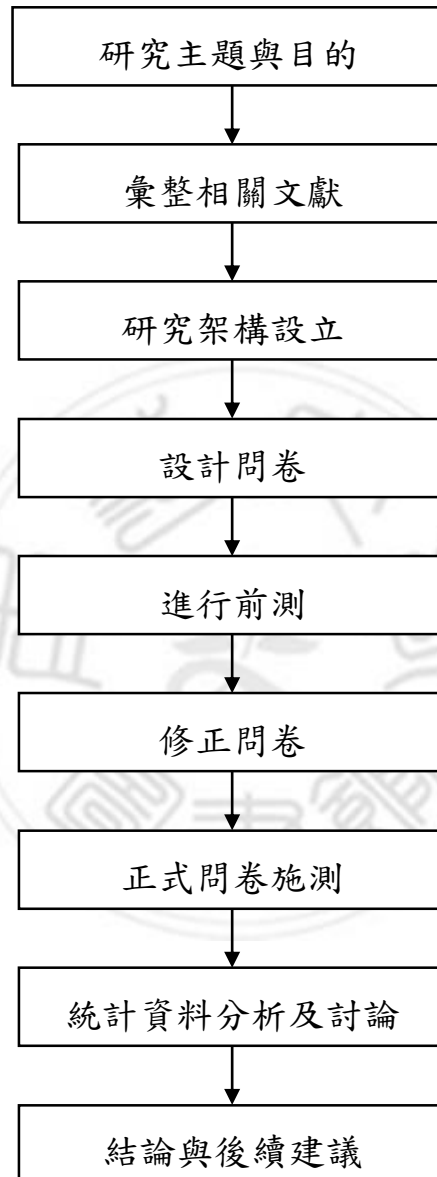 研究主題與目的
彙整相關文獻
研究架構設立
設計問卷
進行前測
修正問卷
正式問卷施測
統計資料分析及討論
結論與後續建議